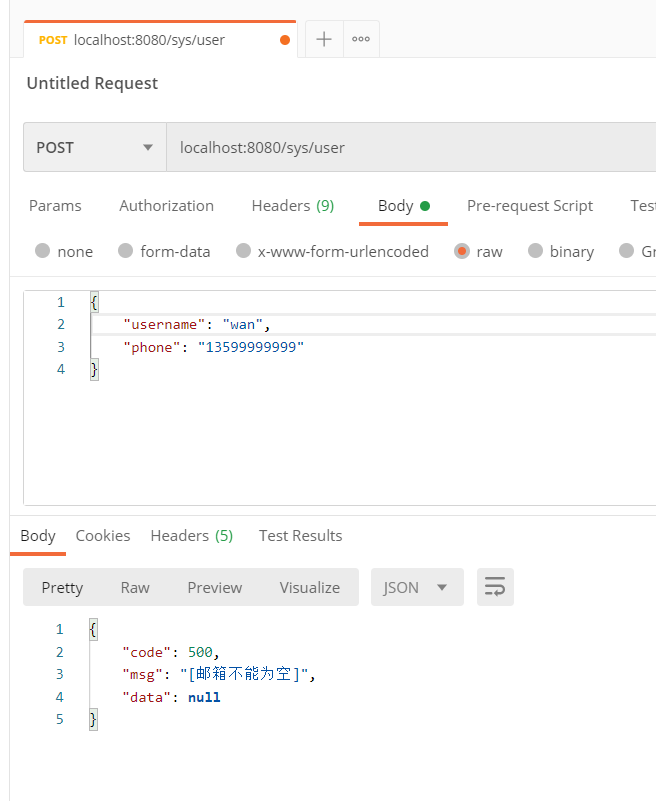 POST localhost:8080/sys/user
Untitled Request
POST localhost:8080/sys/user
Params Authorization Headers (9) Body Pre-request Script Test
none form-data x-www-form-urlencoded raw binary Gr
1 {
2 "username": "wan",
3 "phone": "13599999999"
4 }
Body Cookies Headers (5) Test Results
Pretty Raw Preview Visualize JSON
1 {
2 "code": 500,
3 "msg": "[邮箱不能为空]",
4 "data": null
5 }